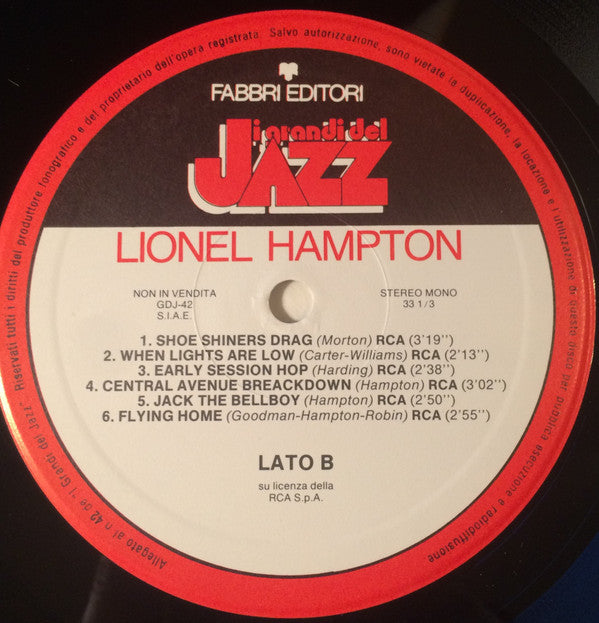 FABBRI EDITORI
i grandi del
JAZZ
LIONEL HAMPTON
NON IN VENDITA
GDJ-42
S.I.A.E.
STEREO MONO
33 1/3
1. SHOE SHINERS DRAG (Morton) RCA (3'19'')
2. WHEN LIGHTS ARE LOW (Carter-Williams) RCA (2'13'')
3. EARLY SESSION HOP (Harding) RCA (2'38'')
4. CENTRAL AVENUE BREACKDOWN (Hampton) RCA (3'02'')
5. JACK THE BELLBOY (Hampton) RCA (2'50'')
6. FLYING HOME (Goodman-Hampton-Robin) RCA (2'55'')
LATO B
su licenza della
RCA S.p.A.
Allegato al n 42 de "I Grandi del Jazz" Riservati tutti i diritti del produttore fonografico e del proprietario dell'opera registrata. Salvo autorizzazione, sono vietate la duplicazione, la locazione e l'utilizzazione di questo disco per pubblica esecuzione e radiodiffusione